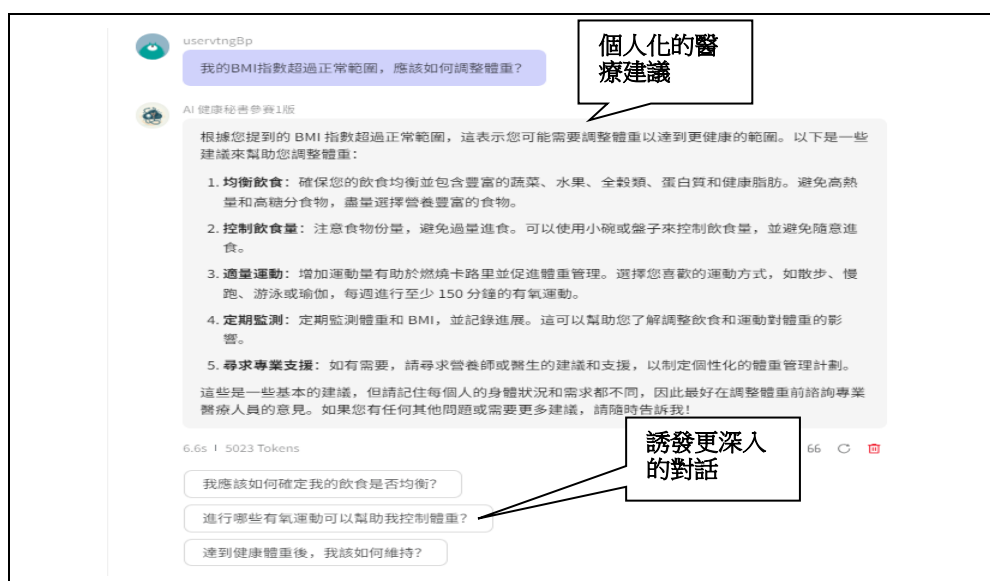 uservtngBp
個人化的醫
療建議
我的BMI指數超過正常範圍，應該如何調整體重？
AI 健康秘書參賽1版
根據您提到的 BMI 指數超過正常範圍，這表示您可能需要調整體重以達到更健康的範圍。以下是一些
建議來幫助您調整體重：
1. 均衡飲食：確保您的飲食均衡並包含豐富的蔬菜、水果、全穀類、蛋白質和健康脂肪。避免高熱
量和高糖分食物，盡量選擇營養豐富的食物。
2. 控制飲食量：注意食物份量，避免過量進食。可以使用小碗或盤子來控制飲食量，並避免隨意進
食。
3. 適量運動：增加運動量有助於燃燒卡路里並促進體重管理。選擇您喜歡的運動方式，如散步、慢
跑、游泳或瑜伽，每週進行至少 150 分鐘的有氧運動。
4. 定期監測：定期監測體重和 BMI，並記錄進展。這可以幫助您了解調整飲食和運動對體重的影
響。
5. 尋求專業支援：如有需要，請尋求營養師或醫生的建議和支援，以制定個性化的體重管理計劃。
這些是一些基本的建議，但請記住每個人的身體狀況和需求都不同，因此最好在調整體重前諮詢專業
醫療人員的意見。如果您有任何其他問題或需要更多建議，請隨時告訴我！
6.6s | 5023 Tokens
誘發更深入
的對話
66
我應該如何確定我的飲食是否均衡？
進行哪些有氧運動可以幫助我控制體重？
達到健康體重後，我該如何維持？